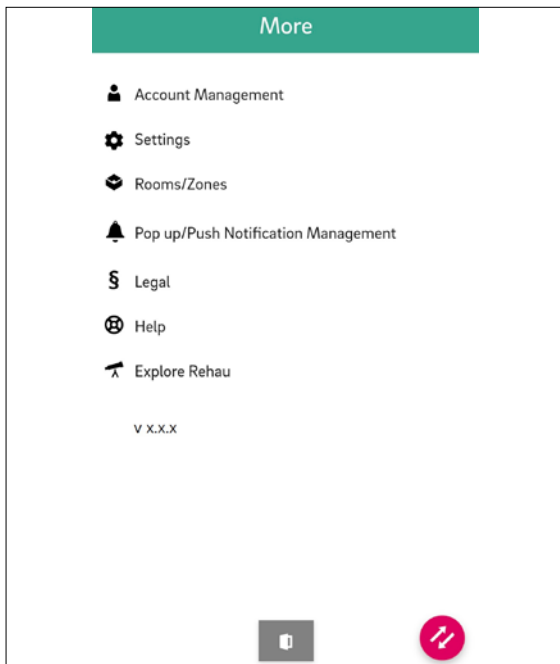 More
Account Management
Settings
Rooms/Zones
Pop up/Push Notification Management
§ Legal
Help
Explore Rehau
v x.x.x